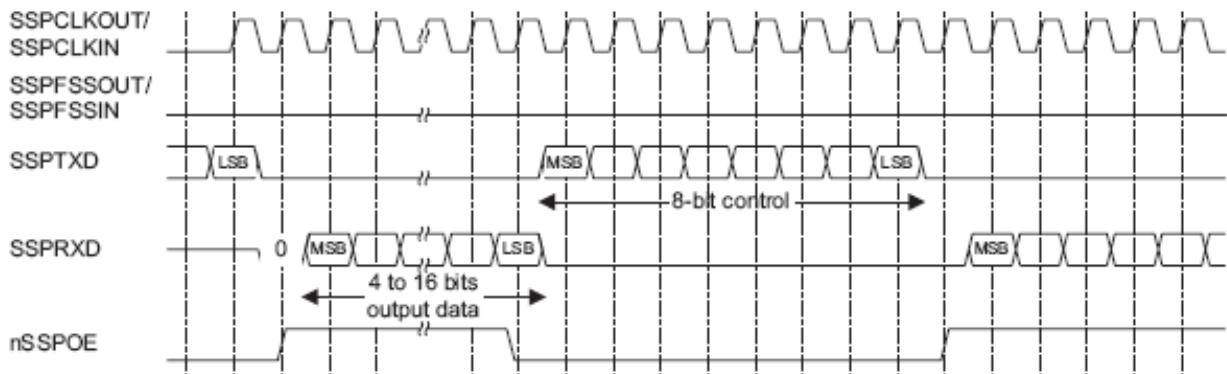 SSPCLKOUT/
SSPCLKIN
SSPFSSOUT/
SSPFSSIN
SSPTXD
LSB
MSB
LSB
8-bit control
SSPRXD
0
MSB
LSB
MSB
4 to 16 bits
output data
nSSPOE